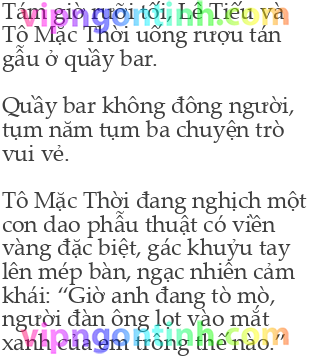 Tám giờ rưỡi tối, Lê Tiếu và
Tô Mặc Thời uống rượu tán
gẫu ở quầy bar.
Quầy bar không đông người,
tụm năm tụm ba chuyện trò
vui vẻ.
Tô Mặc Thời đang nghịch một
con dao phẫu thuật có viền
vàng đặc biệt, gác khuỷu tay
lên mép bàn, ngạc nhiên cảm
khái: “Giờ anh đang tò mò,
người đàn ông lọt vào mắt
xanh của em trông thế nào.”
vipngontinh.com
vipngontinh.com